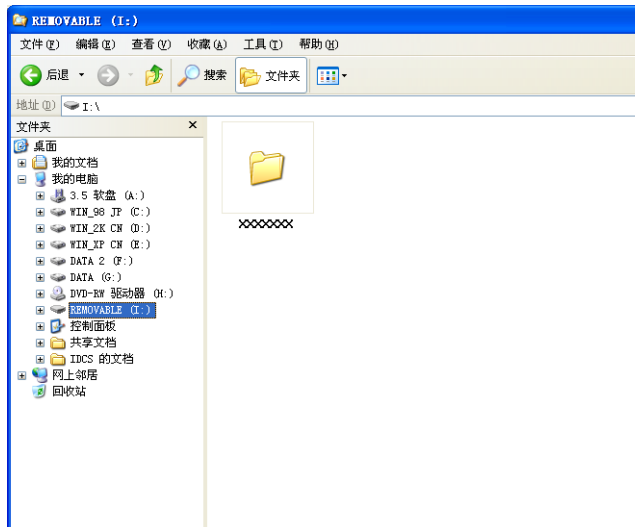 REMOVABLE (I:)
文件(F) 编辑(E) 查看(V) 收藏(A) 工具(T) 帮助(H)
后退 搜索 文件夹
地址(D) I:\
文件夹 ×
桌面
我的文档
我的电脑
3.5 软盘 (A:)
WIN_98 JP (C:)
WIN_2K CN (D:)
WIN_XP CN (E:)
DATA 2 (F:)
DATA (G:)
DVD-RW 驱动器 (H:)
REMOVABLE (I:)
控制面板
共享文档
IDCS 的文档
网上邻居
回收站
XXXXXXX